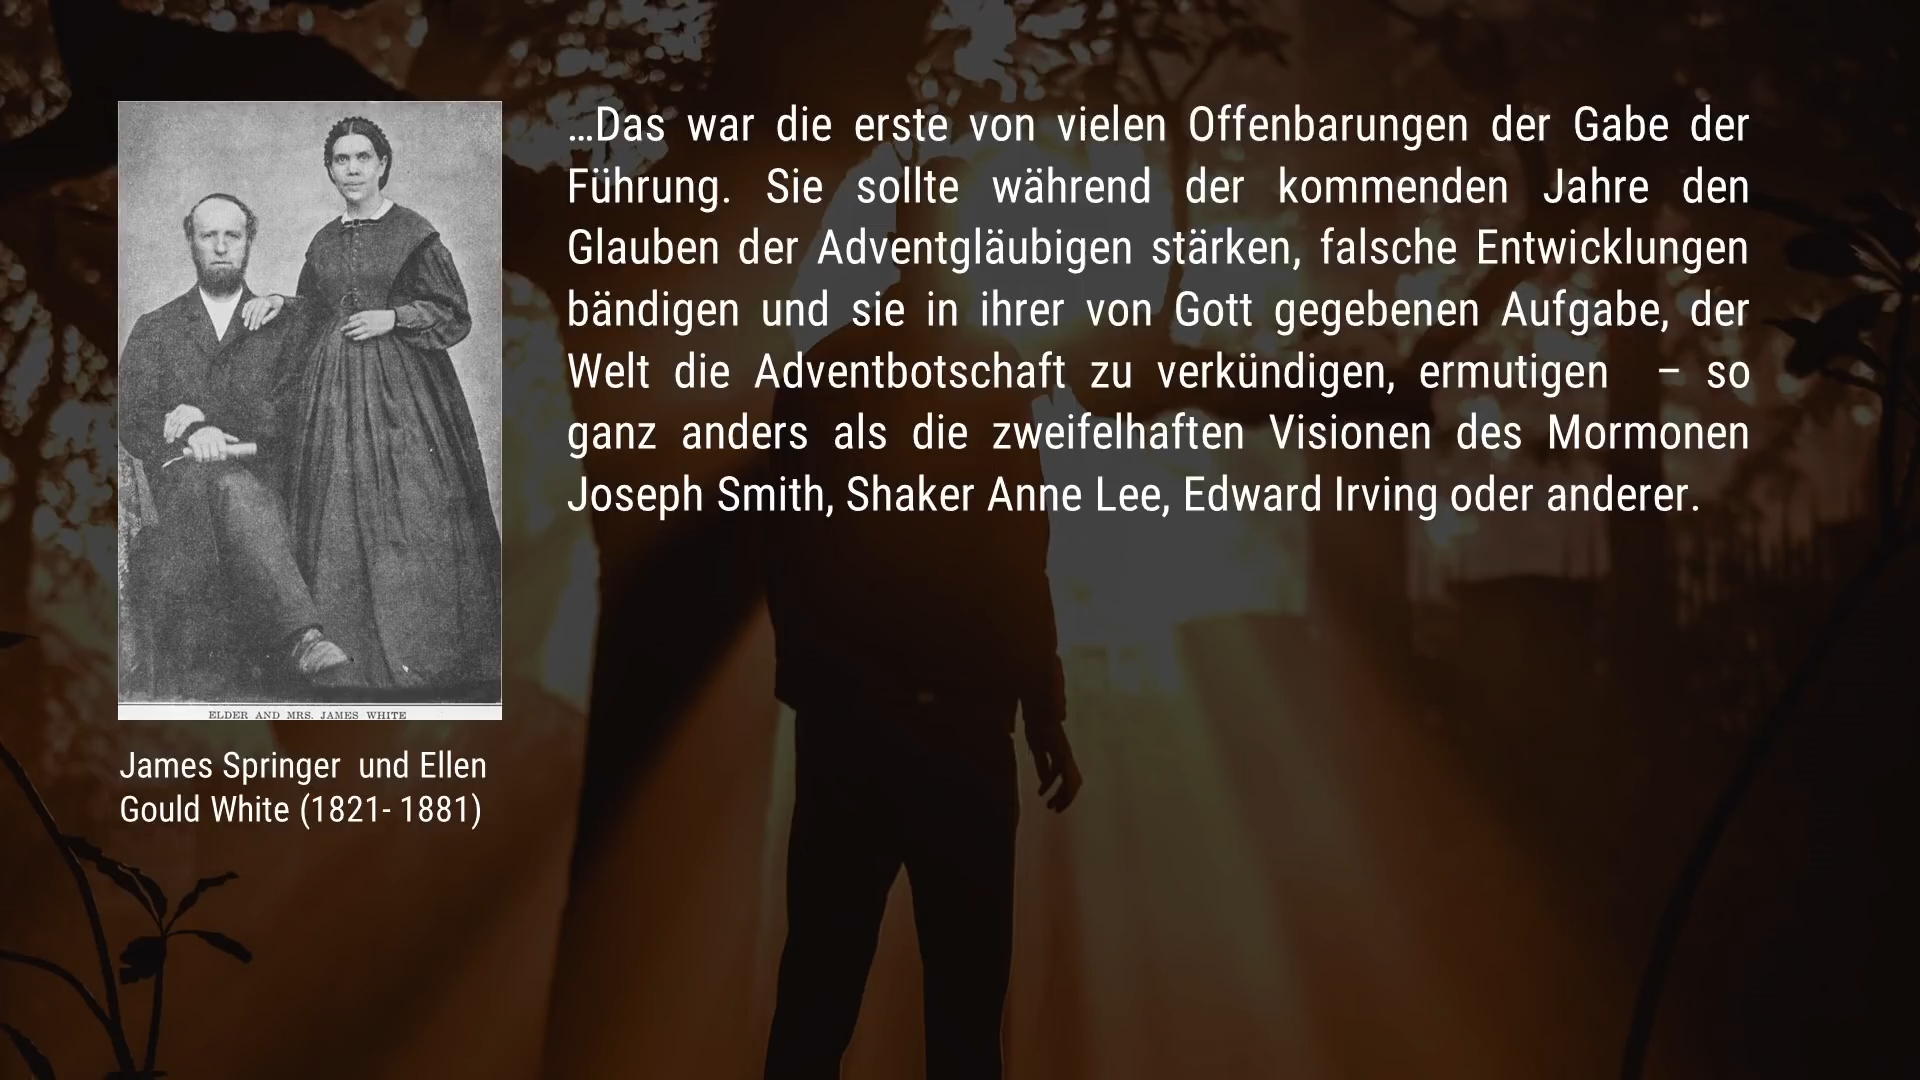 …Das war die erste von vielen Offenbarungen der Gabe der
Führung. Sie sollte während der kommenden Jahre den
Glauben der Adventgläubigen stärken, falsche Entwicklungen
bändigen und sie in ihrer von Gott gegebenen Aufgabe, der
Welt die Adventbotschaft zu verkündigen, ermutigen – so
ganz anders als die zweifelhaften Visionen des Mormonen
Joseph Smith, Shaker Anne Lee, Edward Irving oder anderer.
ELDER AND MRS. JAMES WHITE
James Springer und Ellen
Gould White (1821- 1881)